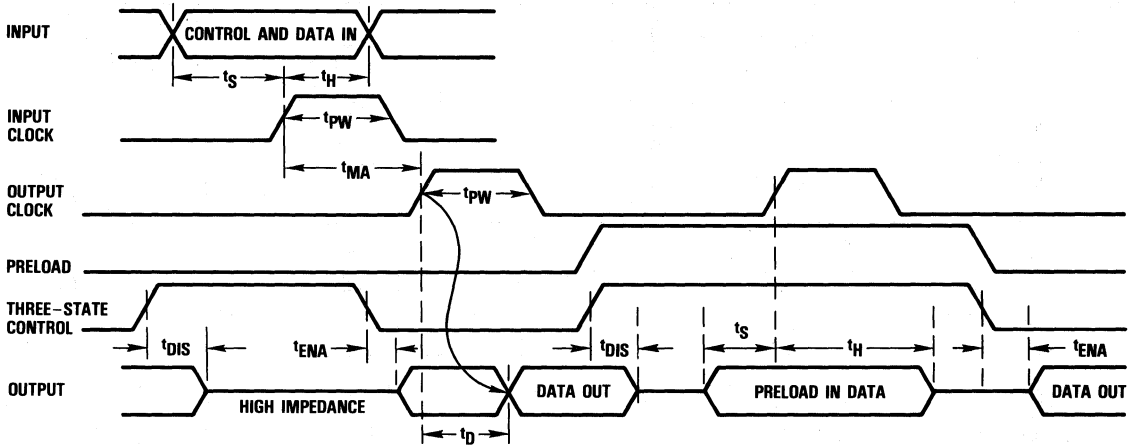 INPUT
CONTROL AND DATA IN
tS
tH
INPUT
CLOCK
tPW
tMA
OUTPUT
CLOCK
tPW
PRELOAD
THREE-STATE
CONTROL
tDIS
tENA
tDIS
tS
tH
tENA
OUTPUT
HIGH IMPEDANCE
DATA OUT
PRELOAD IN DATA
DATA OUT
tD